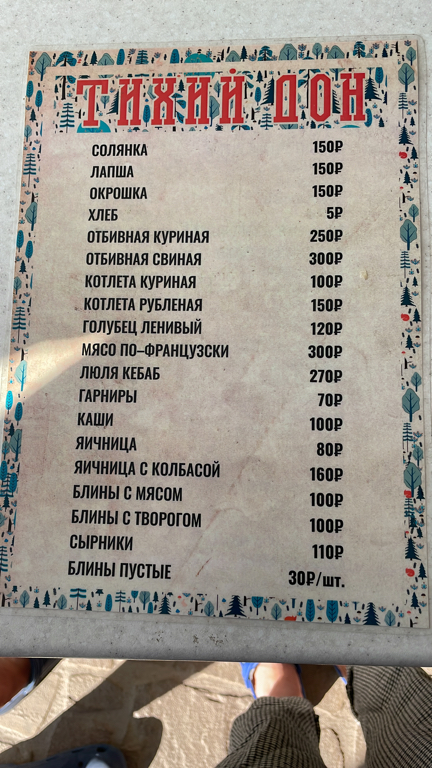 ТИХИЙ ДОН
СОЛЯНКА 150₽
ЛАПША 150₽
ОКРОШКА 150₽
ХЛЕБ 5₽
ОТБИВНАЯ КУРИНАЯ 250₽
ОТБИВНАЯ СВИНАЯ 300₽
КОТЛЕТА КУРИНАЯ 100₽
КОТЛЕТА РУБЛЕНАЯ 150₽
ГОЛУБЕЦ ЛЕНИВЫЙ 120₽
МЯСО ПО–ФРАНЦУЗСКИ 300₽
ЛЮЛЯ КЕБАБ 270₽
ГАРНИРЫ 70₽
КАШИ 100₽
ЯИЧНИЦА 80₽
ЯИЧНИЦА С КОЛБАСОЙ 160₽
БЛИНЫ С МЯСОМ 100₽
БЛИНЫ С ТВОРОГОМ 100₽
СЫРНИКИ 110₽
БЛИНЫ ПУСТЫЕ 30₽/шт.